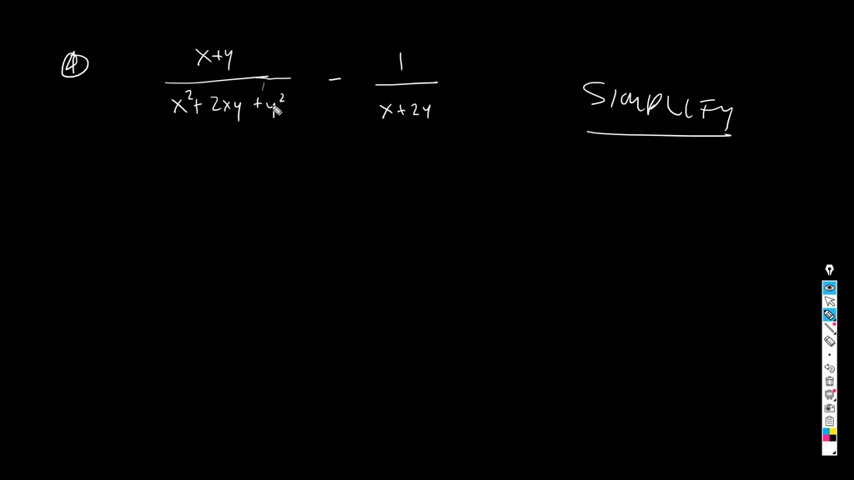 ④ x+y / x²+2xy+y² - 1 / x+2y
SIMPLIFy